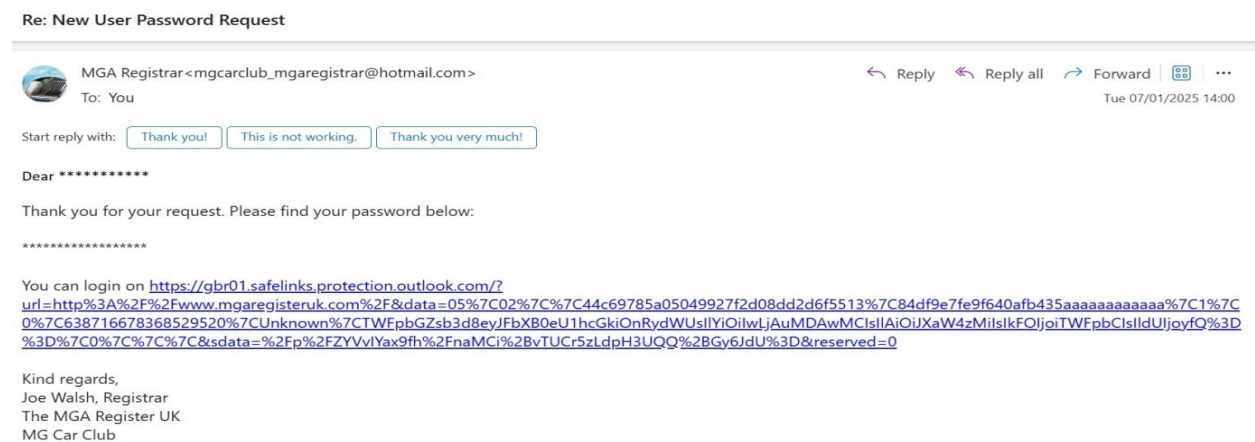 Re: New User Password Request
MGA Registrar<mgcarclub_mgaregistrar@hotmail.com>
Reply Reply all Forward
To: You
Tue 07/01/2025 14:00
Start reply with: Thank you! This is not working. Thank you very much!
Dear ***********
Thank you for your request. Please find your password below:
******************
You can login on https://gbr01.safelinks.protection.outlook.com/?
url=http%3A%2F%2Fwww.mgaregisteruk.com%2F&data=05%7C02%7C%7C44c69785a05049927f2d08dd2d6f5513%7C84df9e7fe9f640afb435aaaaaaaaaaaa%7C1%7C
0%7C638716678368529520%7CUnknown%7CTWFpbGZsb3d8eyJFbXB0eU1hcGkiOnRydWUsIlYiOiIwLjAuMDAwMCIsIlAiOiJXaW4zMiIsIkFOIjoiTWFpbCIsIldUIjoyfQ%3D
%3D%7C0%7C%7C%7C&sdata=%2Fp%2FZYVvIYax9fh%2FnaMCi%2BvTUCr5zLdpH3UQQ%2BGy6JdU%3D&reserved=0
Kind regards,
Joe Walsh, Registrar
The MGA Register UK
MG Car Club